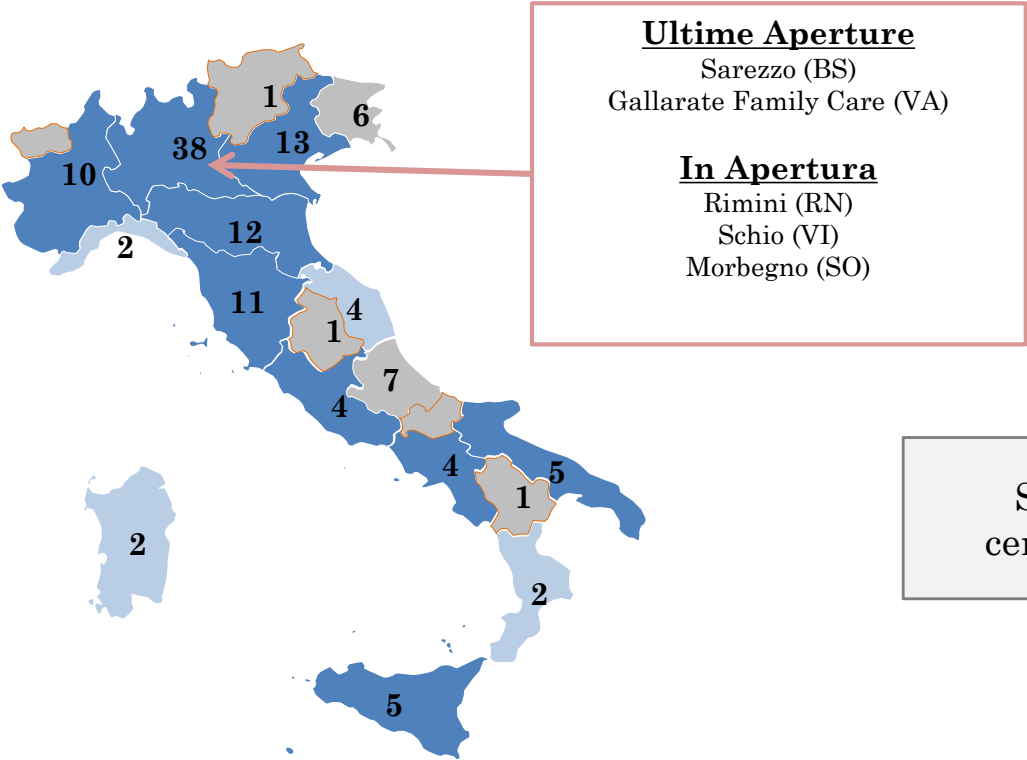 Ultime Aperture
Sarezzo (BS)
Gallarate Family Care (VA)
In Apertura
Rimini (RN)
Schio (VI)
Morbegno (SO)
1
6
38
13
10
2
12
11
4
1
7
4
4
5
1
2
2
5